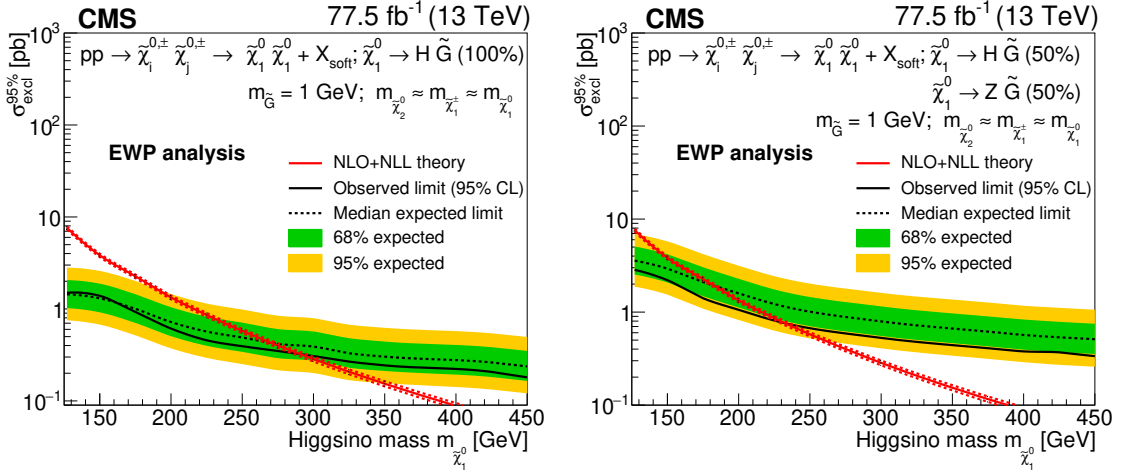 CMS 77.5 fb⁻¹ (13 TeV)
pp → χ̃ᵢ⁰,± χ̃ⱼ⁰,± → χ̃₁⁰ χ̃₁⁰ + X_soft; χ̃₁⁰ → H G̃ (100%)
m_G̃ = 1 GeV; m_χ̃₂⁰ ≈ m_χ̃₁± ≈ m_χ̃₁⁰
EWP analysis
NLO+NLL theory
Observed limit (95% CL)
Median expected limit
68% expected
95% expected
σ_excl^95% [pb]
10³
10²
10
1
10⁻¹
150 200 250 300 350 400 450
Higgsino mass m_χ̃₁⁰ [GeV]
CMS 77.5 fb⁻¹ (13 TeV)
pp → χ̃ᵢ⁰,± χ̃ⱼ⁰,± → χ̃₁⁰ χ̃₁⁰ + X_soft; χ̃₁⁰ → H G̃ (50%)
χ̃₁⁰ → Z G̃ (50%)
m_G̃ = 1 GeV; m_χ̃₂⁰ ≈ m_χ̃₁± ≈ m_χ̃₁⁰
EWP analysis
NLO+NLL theory
Observed limit (95% CL)
Median expected limit
68% expected
95% expected
σ_excl^95% [pb]
10³
10²
10
1
10⁻¹
150 200 250 300 350 400 450
Higgsino mass m_χ̃₁⁰ [GeV]